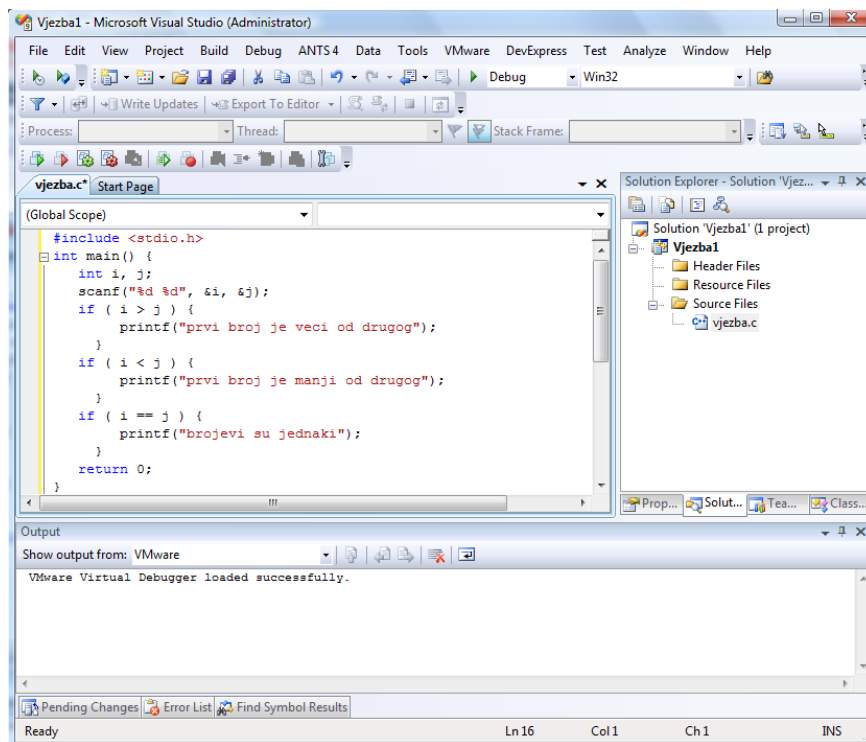 Vjezba1 - Microsoft Visual Studio (Administrator)
File Edit View Project Build Debug ANTS 4 Data Tools VMware DevExpress Test Analyze Window Help
Debug Win32
Write Updates Export To Editor
Process: Thread: Stack Frame:
vjezba.c* Start Page
(Global Scope)
#include <stdio.h>
int main() {
int i, j;
scanf("%d %d", &i, &j);
if ( i > j ) {
printf("prvi broj je veci od drugog");
}
if ( i < j ) {
printf("prvi broj je manji od drugog");
}
if ( i == j ) {
printf("brojevi su jednaki");
}
return 0;
}
Solution Explorer - Solution 'Vjez...
Solution 'Vjezba1' (1 project)
Vjezba1
Header Files
Resource Files
Source Files
vjezba.c
Prop... Solut... Tea... Class...
Output
Show output from: VMware
VMware Virtual Debugger loaded successfully.
Pending Changes Error List Find Symbol Results
Ready Ln 16 Col 1 Ch 1 INS